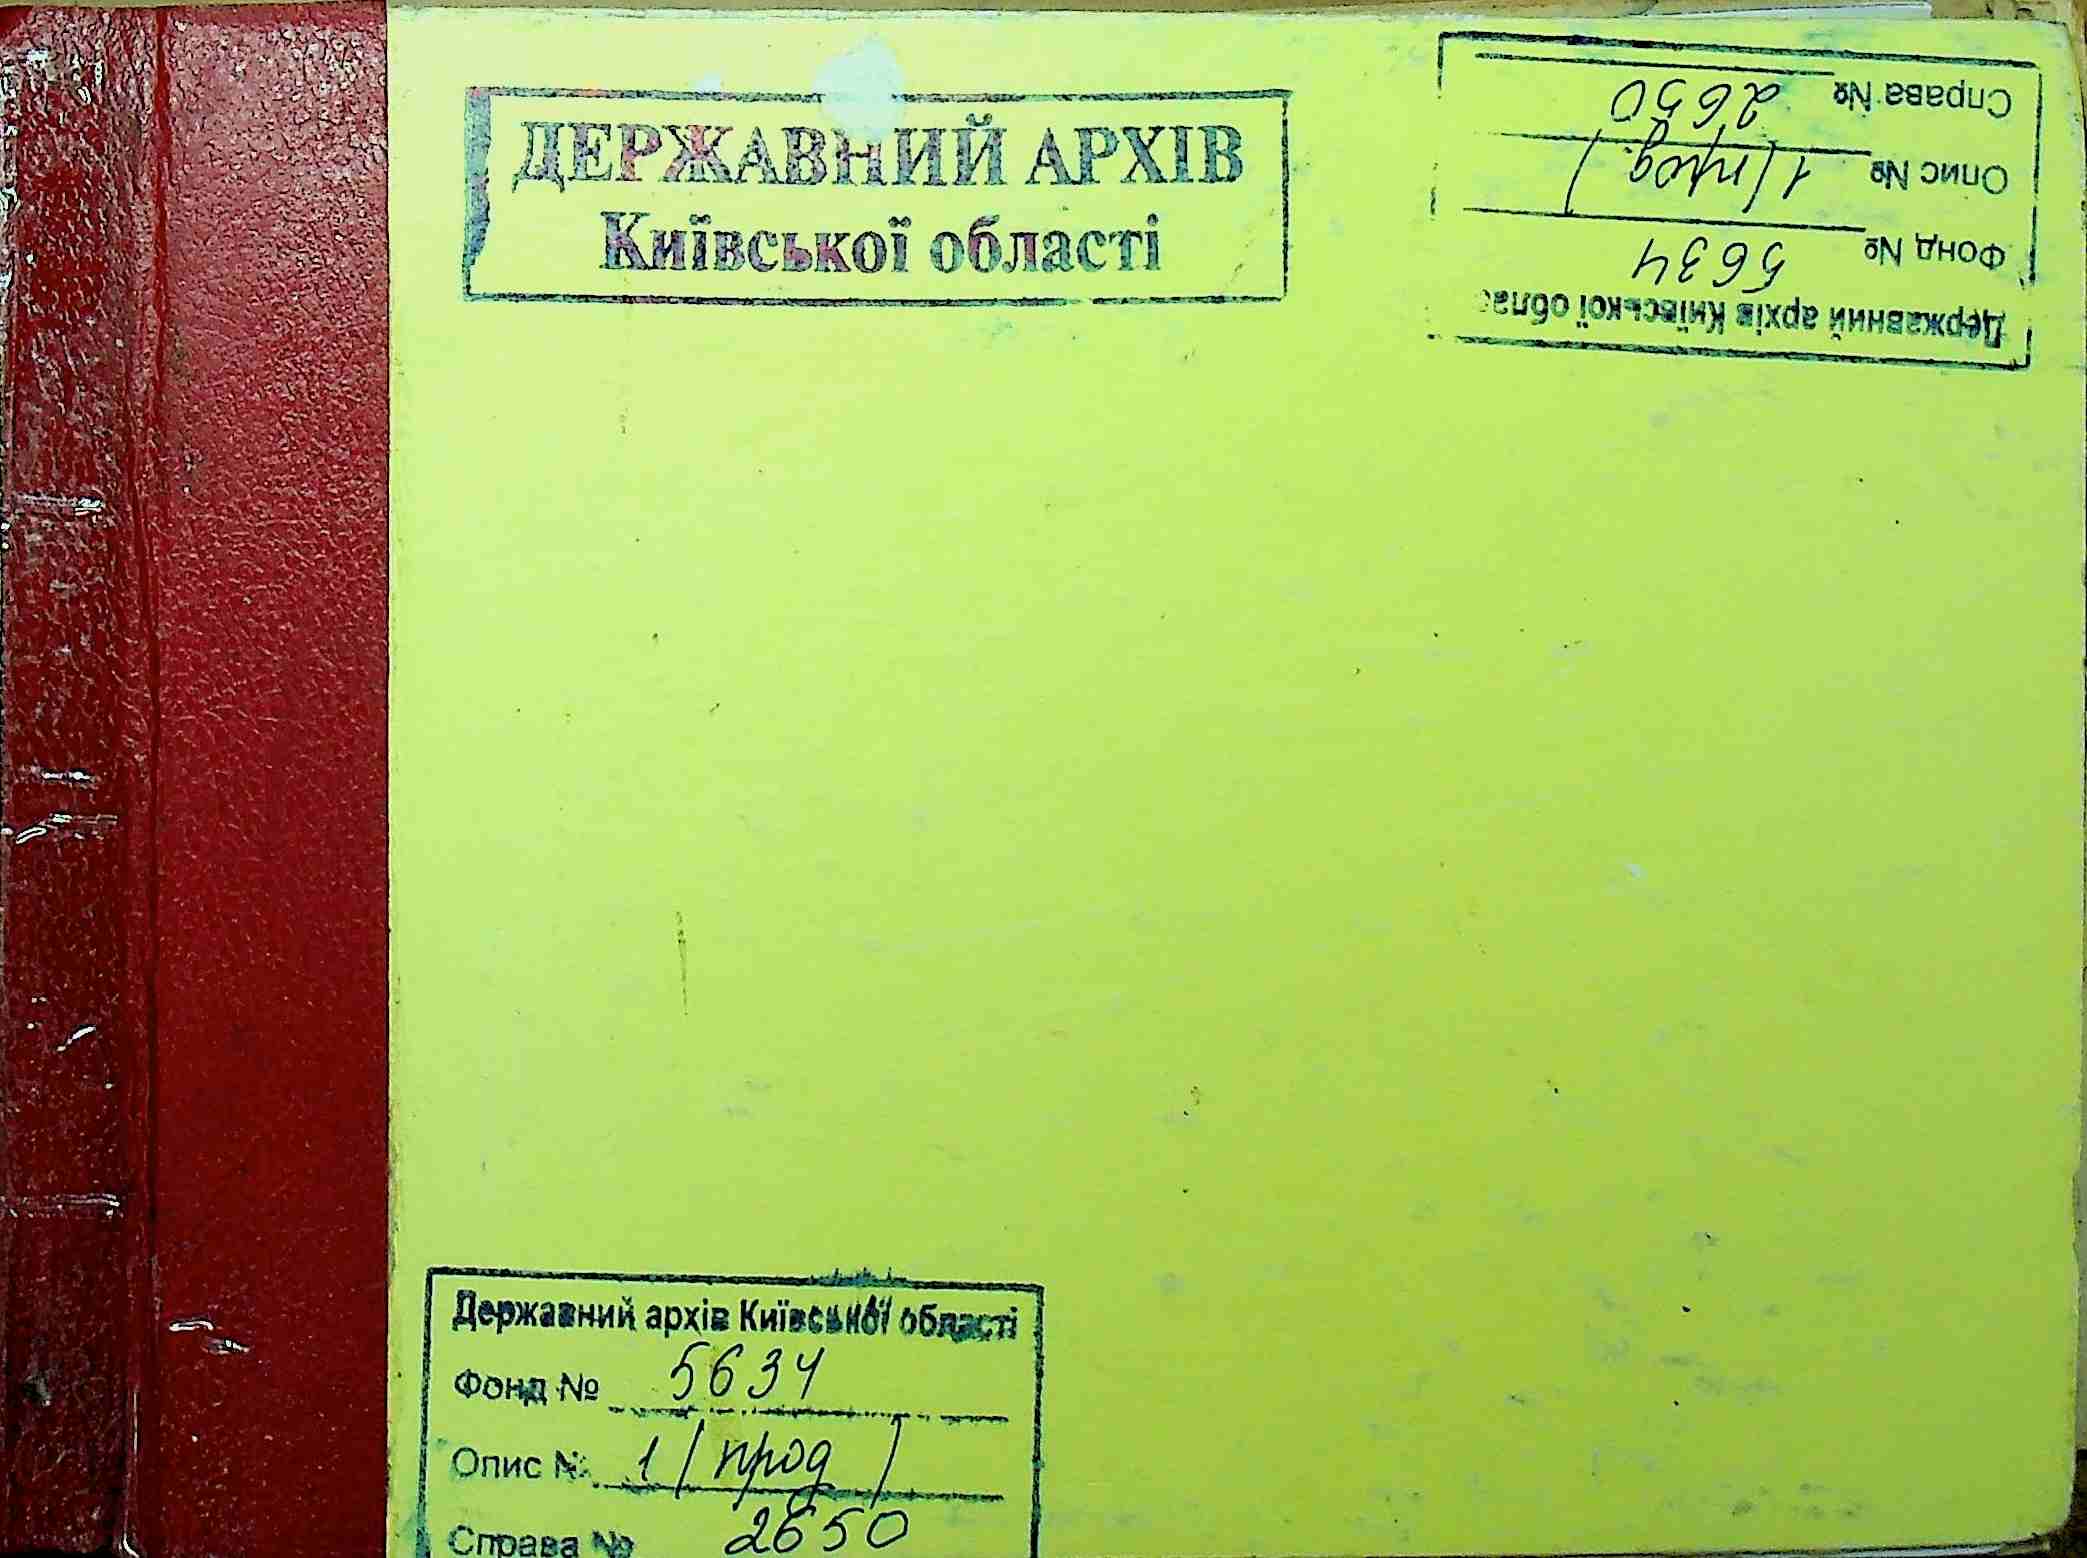 ДЕРЖАВНИЙ АРХІВ
Київської області
Державний архів Київської облас
Фонд № 5634
Опис № 1 (прод.)
Справа № 2650
Державний архів Київської області
Фонд № 5634
Опис № 1 (прод)
Справа № 2650